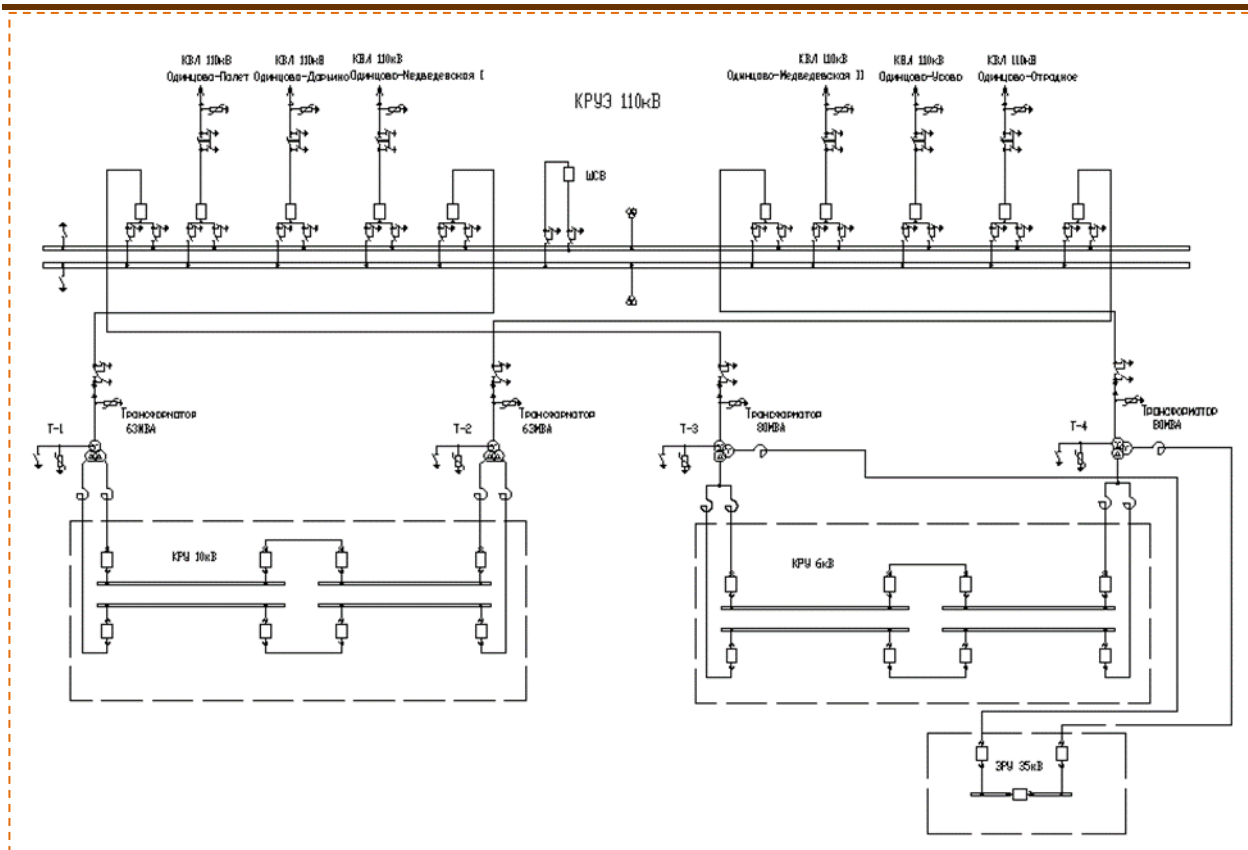 КВЛ 110кВ
Одинцово-Полет
КВЛ 110кВ
Одинцово-Дарьино
КВЛ 110кВ
Одинцово-Медведевская I
КРУЭ 110кВ
КВЛ 110кВ
Одинцово-Медведевская II
КВЛ 110кВ
Одинцово-Усово
КВЛ 110кВ
Одинцово-Отрадное
ШСВ
Трансформатор
63МВА
Т-1
Трансформатор
63МВА
Т-2
Трансформатор
80МВА
Т-3
Трансформатор
80МВА
Т-4
КРУ 10кВ
КРУ 6кВ
ЗРУ 35кВ